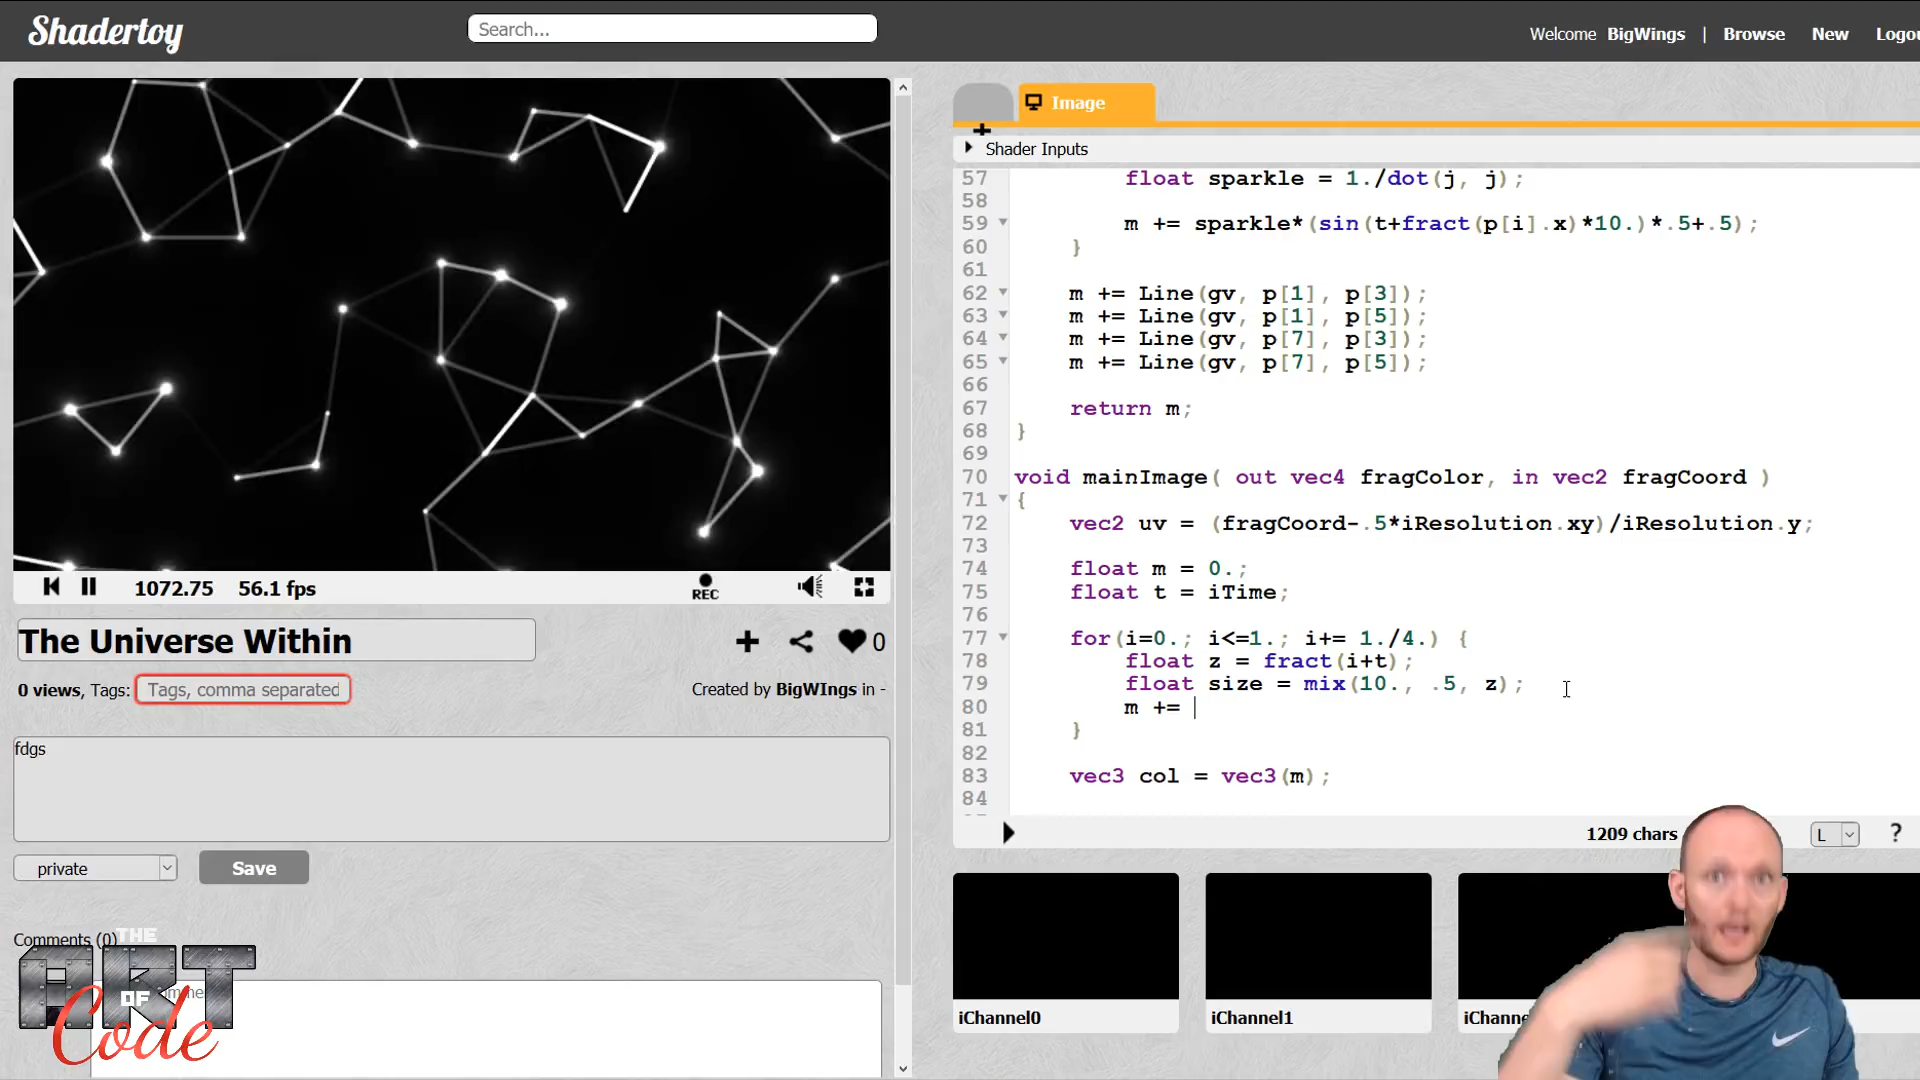 Shadertoy
Search...
Welcome BigWings | Browse New Logou
Image
Shader Inputs
57 float sparkle = 1./dot(j, j);
58
59 m += sparkle*(sin(t+fract(p[i].x)*10.)*.5+.5);
60 }
61
62 m += Line(gv, p[1], p[3]);
63 m += Line(gv, p[1], p[5]);
64 m += Line(gv, p[7], p[3]);
65 m += Line(gv, p[7], p[5]);
66
67 return m;
68 }
69
70 void mainImage( out vec4 fragColor, in vec2 fragCoord )
71 {
72 vec2 uv = (fragCoord-.5*iResolution.xy)/iResolution.y;
73
74 float m = 0.;
75 float t = iTime;
76
77 for(i=0.; i<=1.; i+= 1./4.) {
78 float z = fract(i+t);
79 float size = mix(10., .5, z);
80 m +=
81 }
82
83 vec3 col = vec3(m);
84
1209 chars L ?
1072.75 56.1 fps REC
The Universe Within
0
0 views, Tags: Tags, comma separated
Created by BigWIngs in -
fdgs
private Save
Comments (0)
THE
ART
OF
Code
iChannel0 iChannel1 iChanne